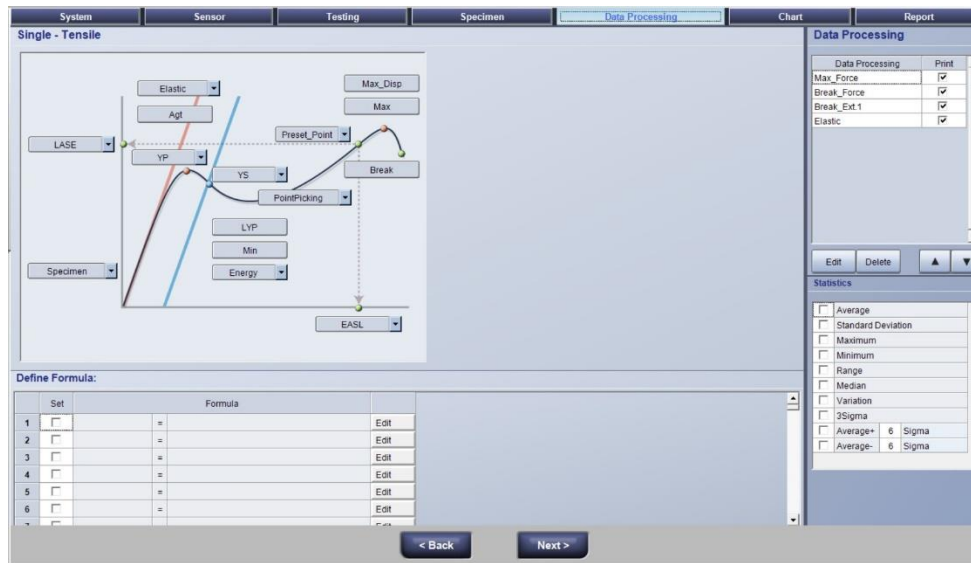 System Sensor Testing Specimen Data Processing Chart Report
Single - Tensile
Elastic
Max_Disp
Agt
Max
LASE
Preset_Point
YP
YS
Break
PointPicking
LYP
Min
Specimen
Energy
EASL
Define Formula:
Set Formula
1 = Edit
2 = Edit
3 = Edit
4 = Edit
5 = Edit
6 = Edit
Data Processing
Data Processing Print
Max_Force
Break_Force
Break_Ext.1
Elastic
Edit Delete
Statistics
Average
Standard Deviation
Maximum
Minimum
Range
Median
Variation
3Sigma
Average+ 6 Sigma
Average- 6 Sigma
< Back Next >